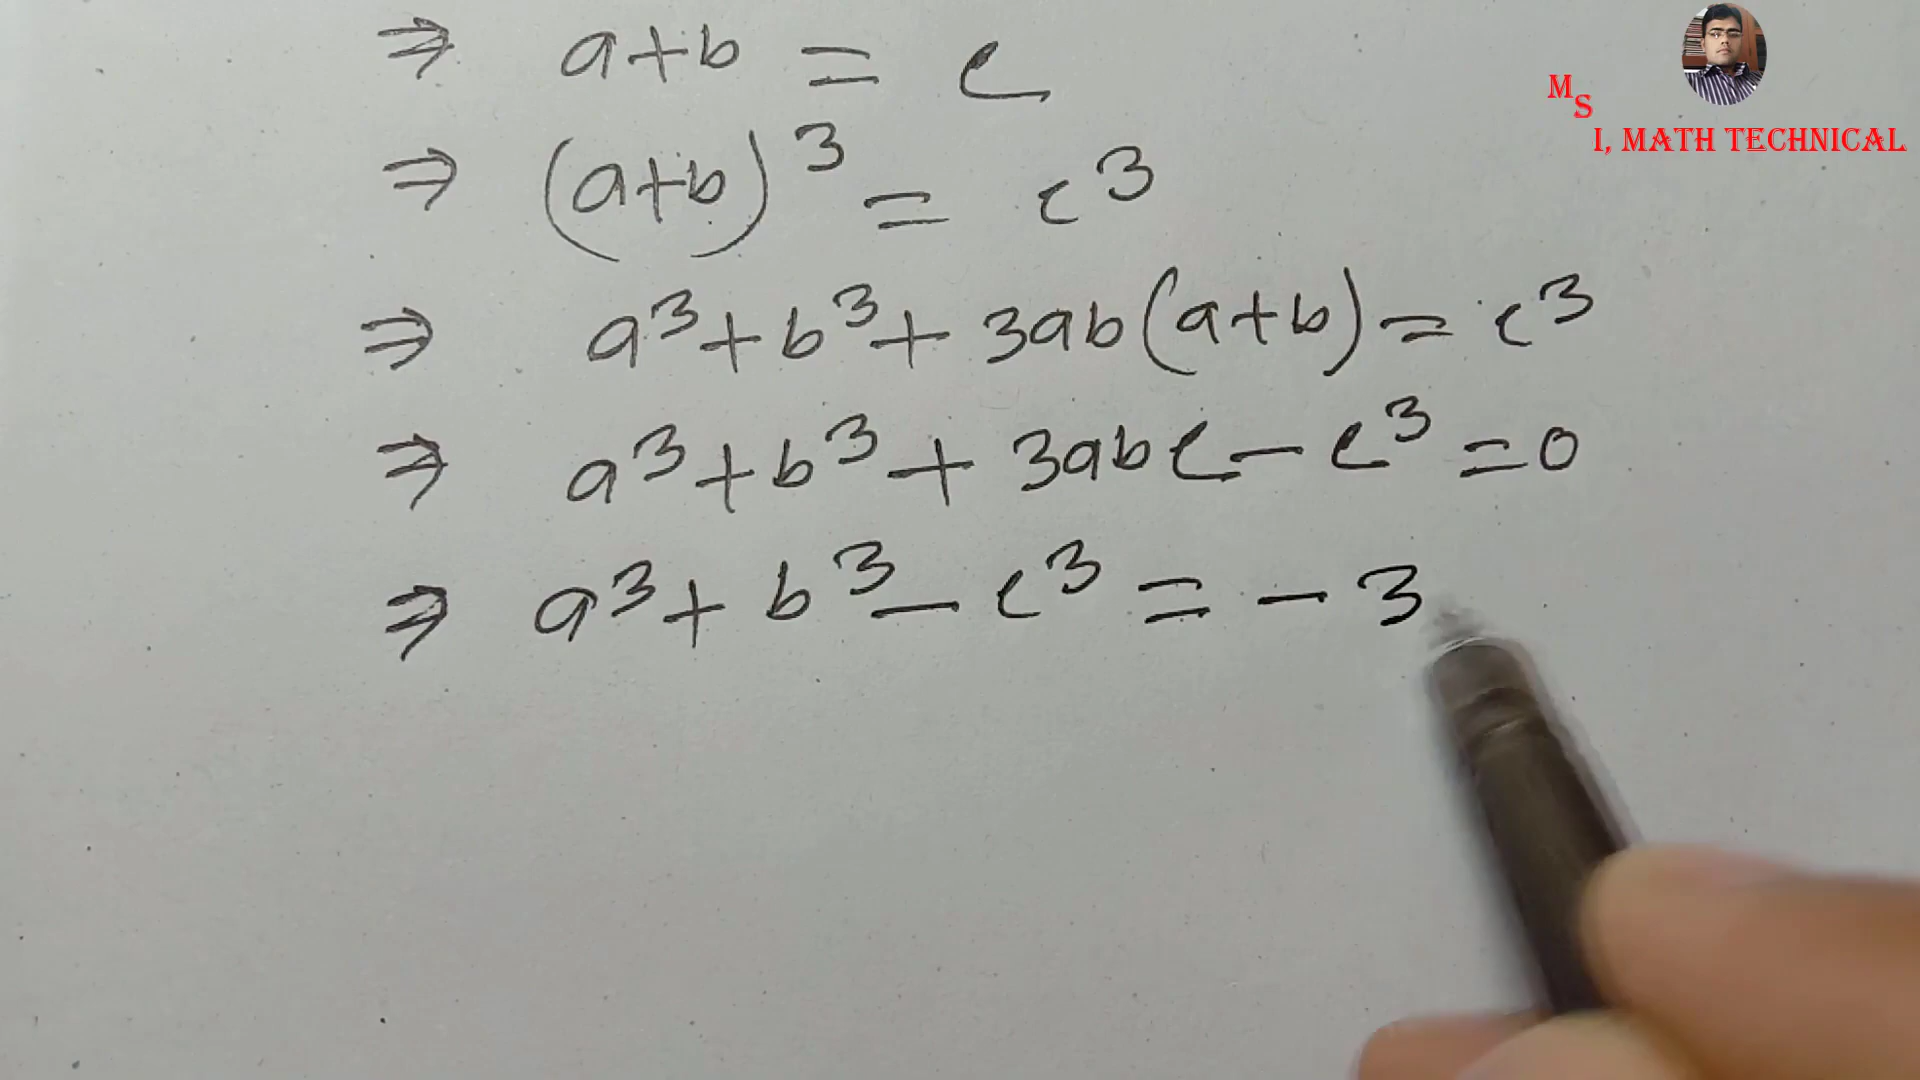 ⇒ a+b = c
⇒ (a+b)³ = c³
⇒ a³+b³+3ab(a+b) = c³
⇒ a³+b³+3abc-c³=0
⇒ a³+b³-c³ = -3
MS
I, MATH TECHNICAL